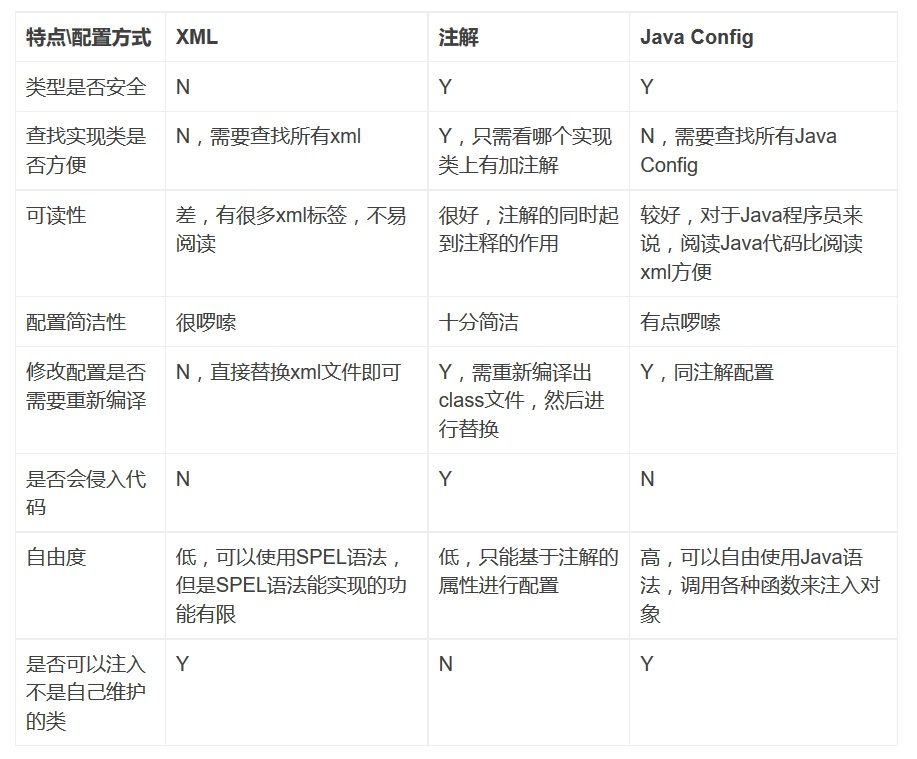 特点\配置方式 XML 注解 Java Config
类型是否安全 N Y Y
查找实现类是 N，需要查找所有xml Y，只需看哪个实现 N，需要查找所有Java
否方便 类上有加注解 Config
可读性 差，有很多xml标签，不易 很好，注解的同时起 较好，对于Java程序员来
阅读 到注释的作用 说，阅读Java代码比阅读
xml方便
配置简洁性 很啰嗦 十分简洁 有点啰嗦
修改配置是否 N，直接替换xml文件即可 Y，需重新编译出 Y，同注解配置
需要重新编译 class文件，然后进
行替换
是否会侵入代 N Y N
码
自由度 低，可以使用SPEL语法， 低，只能基于注解的 高，可以自由使用Java语
但是SPEL语法能实现的功 属性进行配置 法，调用各种函数来注入对
能有限 象
是否可以注入 Y N Y
不是自己维护
的类